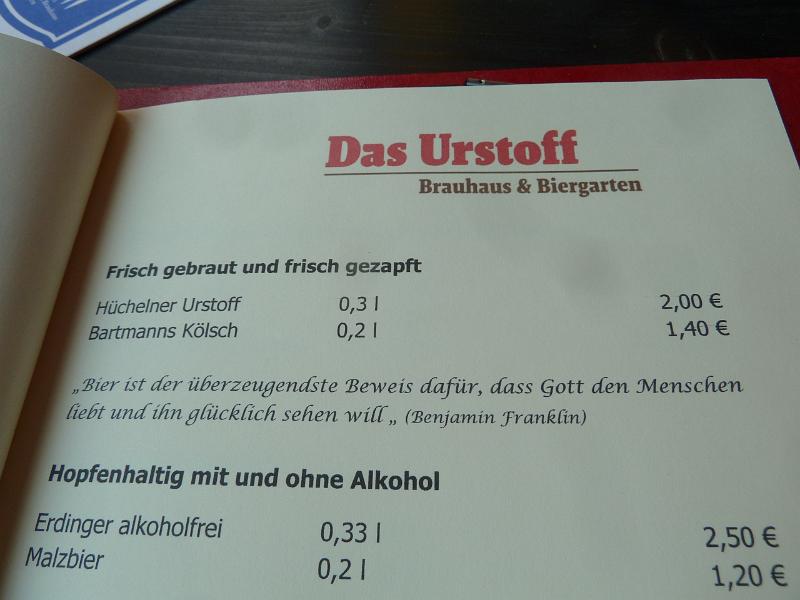 Das Urstoff
Brauhaus & Biergarten
Frisch gebraut und frisch gezapft
Hüchelner Urstoff 0,3 l 2,00 €
Bartmanns Kölsch 0,2 l 1,40 €
„Bier ist der überzeugendste Beweis dafür, dass Gott den Menschen
liebt und ihn glücklich sehen will „ (Benjamin Franklin)
Hopfenhaltig mit und ohne Alkohol
Erdinger alkoholfrei 0,33 l 2,50 €
Malzbier 0,2 l 1,20 €